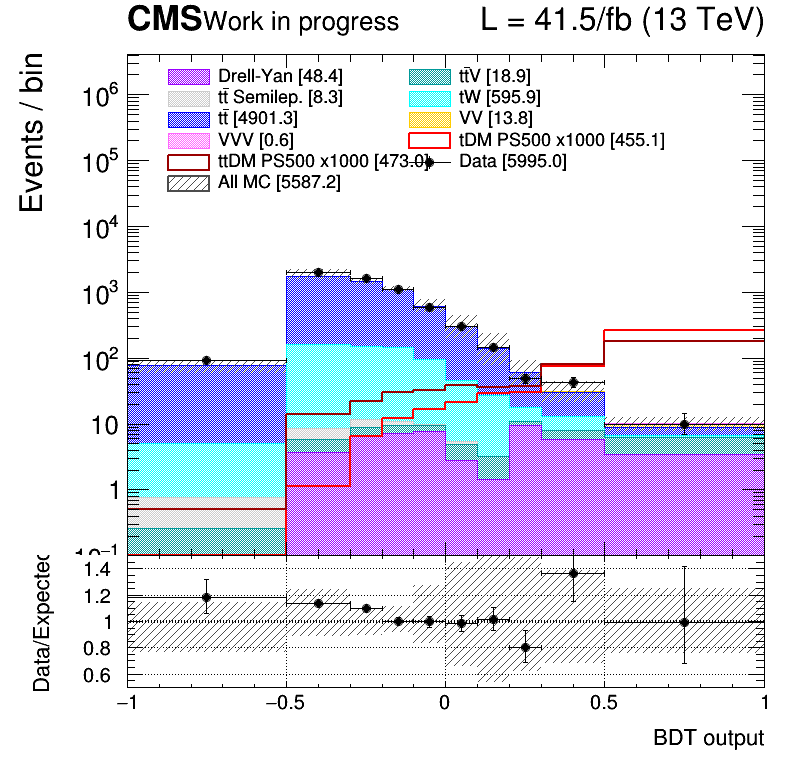 CMS Work in progress L = 41.5/fb (13 TeV)
Events / bin
Drell-Yan [48.4] tt̄V [18.9]
tt̄ Semilep. [8.3] tW [595.9]
tt̄ [4901.3] VV [13.8]
VVV [0.6] tDM PS500 x1000 [455.1]
ttDM PS500 x1000 [473.0] Data [5995.0]
All MC [5587.2]
10⁶
10⁵
10⁴
10³
10²
10
1
10⁻¹
Data/Expected
1.4
1.2
1
0.8
0.6
−1 −0.5 0 0.5 1
BDT output